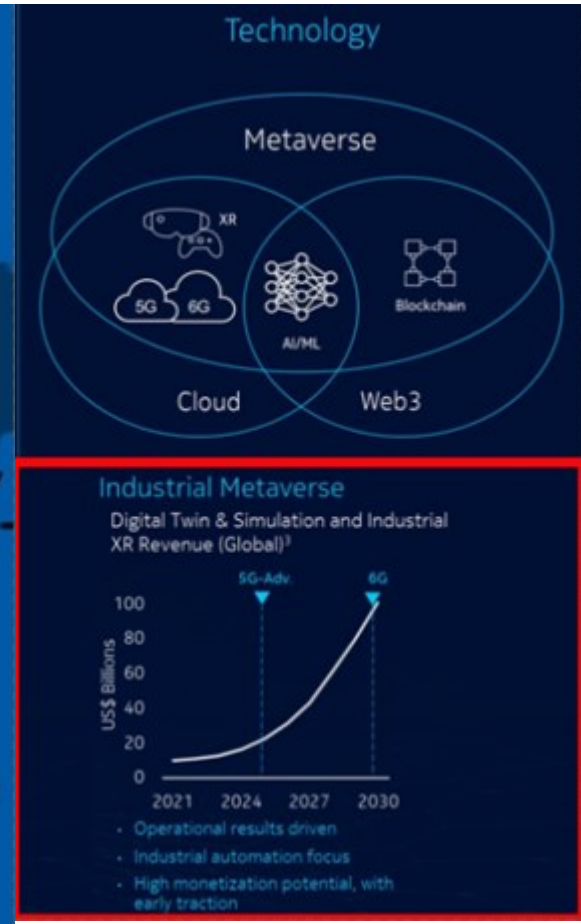 Technology
Metaverse
XR
5G 6G
AI/ML
Blockchain
Cloud
Web3
Industrial Metaverse
Digital Twin & Simulation and Industrial
XR Revenue (Global)³
5G-Adv.
6G
US$ Billions
100
80
60
40
20
0
2021 2024 2027 2030
• Operational results driven
• Industrial automation focus
• High monetization potential, with
early traction